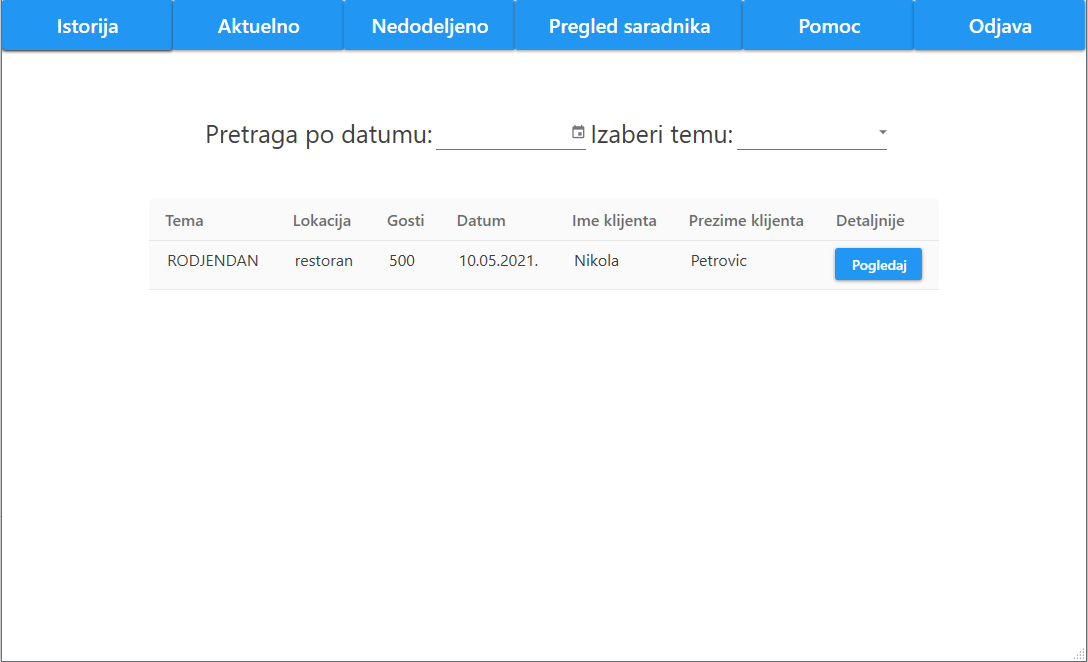 Istorija Aktuelno Nedodeljeno Pregled saradnika Pomoc Odjava
Pretraga po datumu: Izaberi temu:
Tema Lokacija Gosti Datum Ime klijenta Prezime klijenta Detaljnije
RODJENDAN restoran 500 10.05.2021. Nikola Petrovic Pogledaj